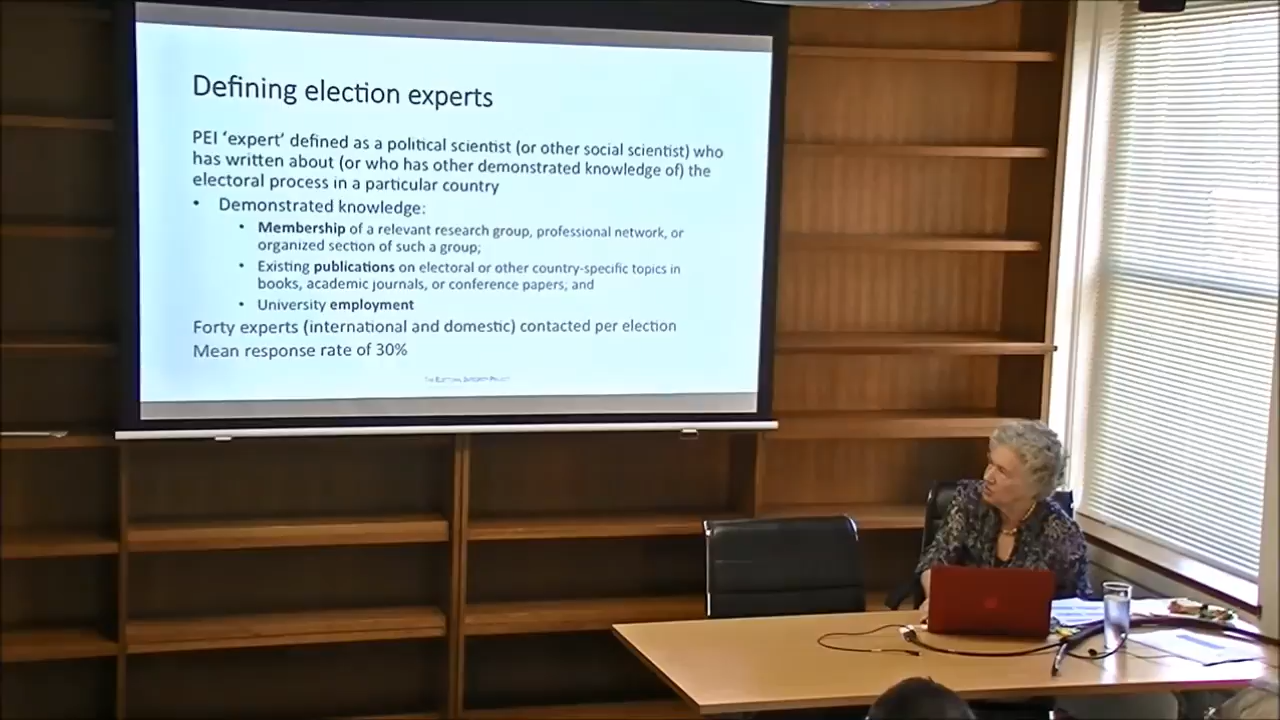 Defining election experts
PEI ‘expert’ defined as a political scientist (or other social scientist) who
has written about (or who has other demonstrated knowledge of) the
electoral process in a particular country
• Demonstrated knowledge:
• Membership of a relevant research group, professional network, or
organized section of such a group;
• Existing publications on electoral or other country-specific topics in
books, academic journals, or conference papers; and
• University employment
Forty experts (international and domestic) contacted per election
Mean response rate of 30%